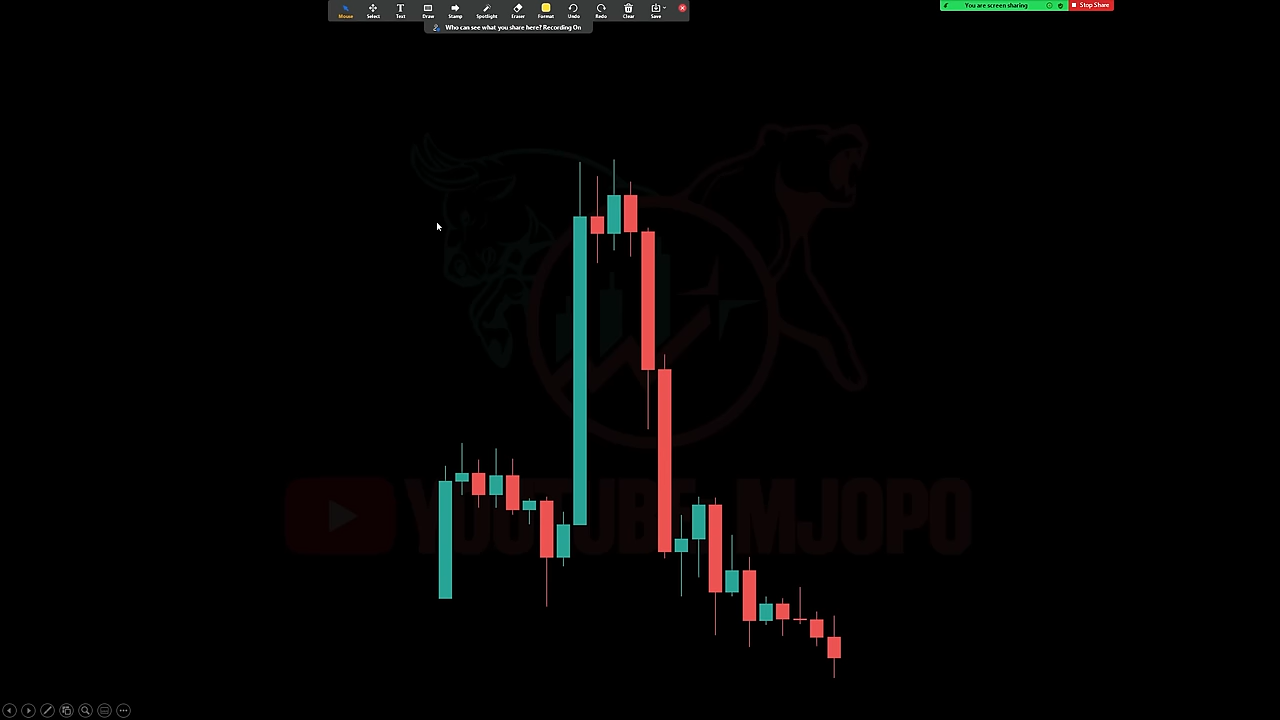 Mouse Select Text Draw Stamp Spotlight Eraser Format Undo Redo Clear Save
You are screen sharing Stop Share
Who can see what you share here? Recording On
YOUTUBE: MJOPO